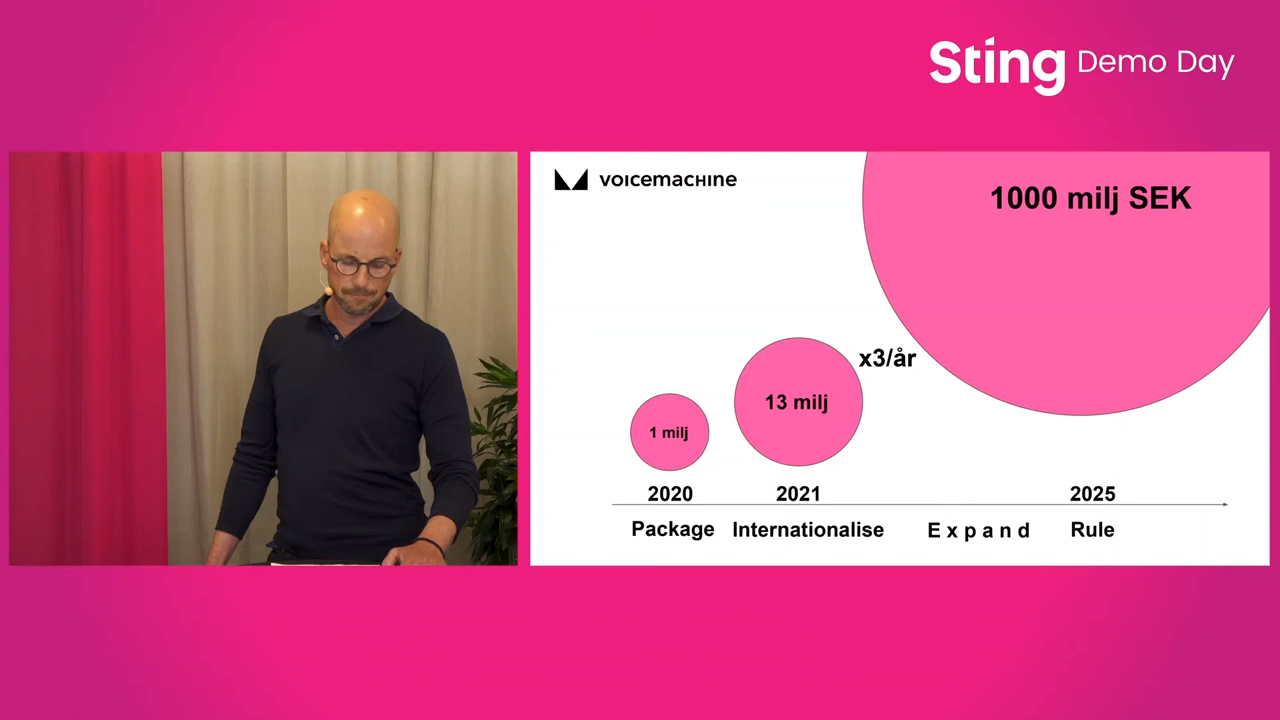 Sting Demo Day
VOICEMACHINE
1000 milj SEK
x3/år
13 milj
1 milj
2020
2021
2025
Package
Internationalise
E x p a n d
Rule